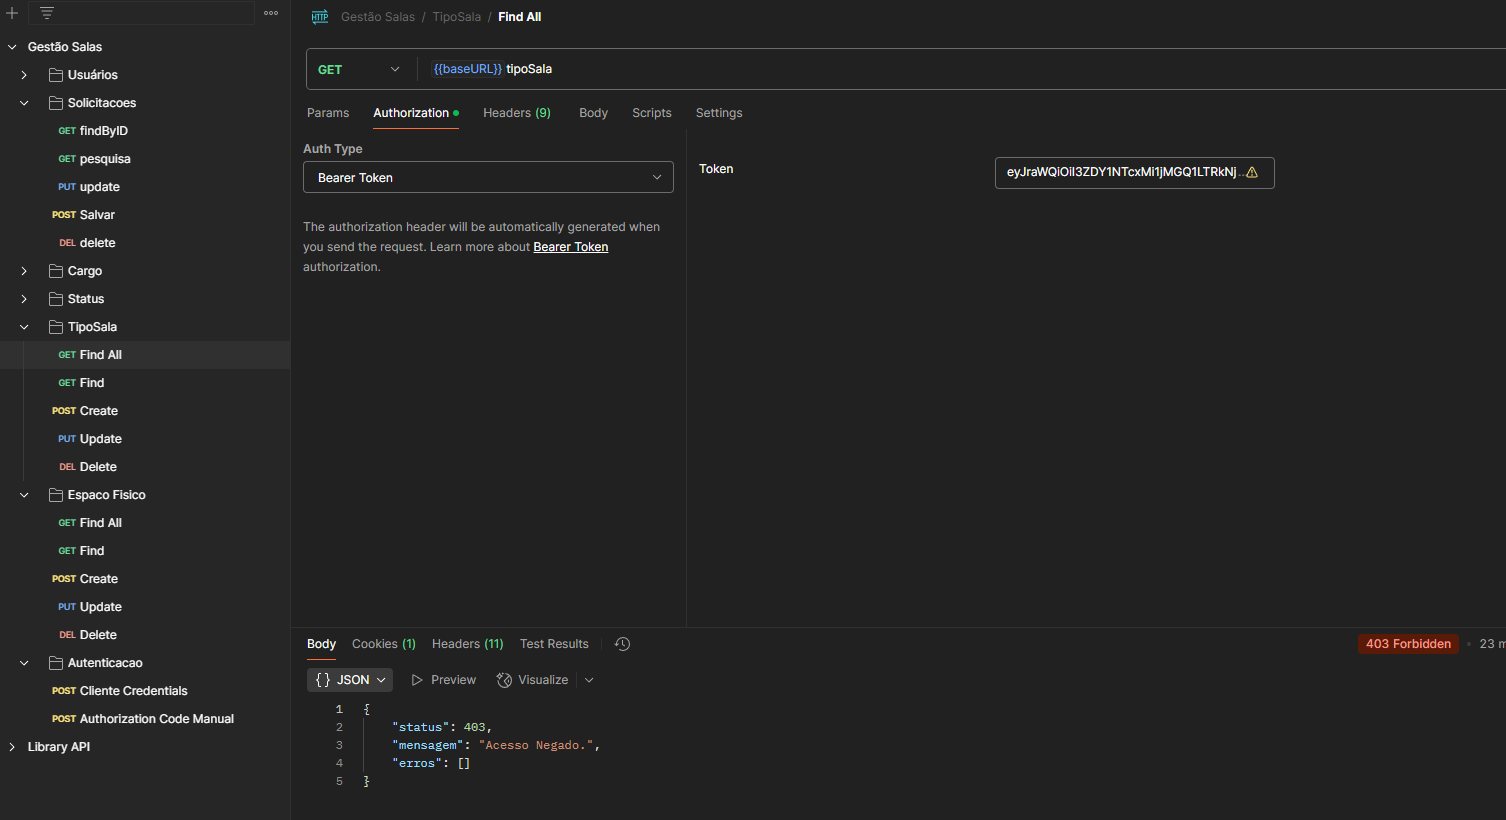 Gestão Salas
Usuários
Solicitacoes
GET findByID
GET pesquisa
PUT update
POST Salvar
DEL delete
Cargo
Status
TipoSala
GET Find All
GET Find
POST Create
PUT Update
DEL Delete
Espaco Fisico
GET Find All
GET Find
POST Create
PUT Update
DEL Delete
Autenticacao
POST Cliente Credentials
POST Authorization Code Manual
Library API
HTTP Gestão Salas / TipoSala / Find All
GET {{baseURL}} tipoSala
Params Authorization Headers (9) Body Scripts Settings
Auth Type
Bearer Token
The authorization header will be automatically generated when
you send the request. Learn more about Bearer Token
authorization.
Token eyJraWQiOiI3ZDY1NTcxMi1jMGQ1LTRkNj...
Body Cookies (1) Headers (11) Test Results 403 Forbidden • 23 m
{} JSON Preview Visualize
1 {
2 "status": 403,
3 "mensagem": "Acesso Negado.",
4 "erros": []
5 }